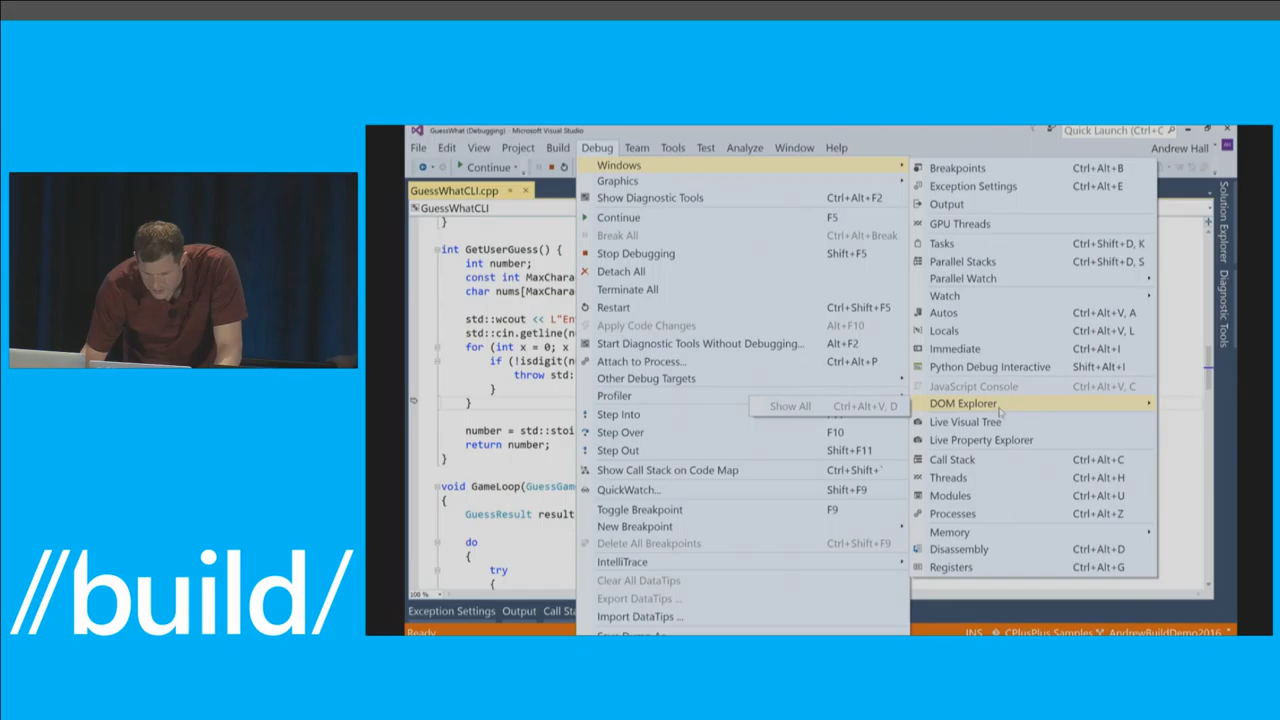 GuessWhat (Debugging) - Microsoft Visual Studio
Quick Launch (Ctrl+C
File Edit View Project Build Debug Team Tools Test Analyze Window Help
Andrew Hall
Continue
GuessWhatCLI.cpp
GuessWhatCLI
}
int GetUserGuess() {
int number;
const int MaxChara
char nums[MaxChara
std::wcout << L"En
std::cin.getline(n
for (int x = 0; x
if (!isdigit(n
throw std:
}
}
number = std::stoi
return number;
}
void GameLoop(GuessGam
{
GuessResult result
do
{
try
{
100 %
Exception Settings Output Call Sta
Ready
Windows
Graphics
Show Diagnostic Tools Ctrl+Alt+F2
Continue F5
Break All Ctrl+Alt+Break
Stop Debugging Shift+F5
Detach All
Terminate All
Restart Ctrl+Shift+F5
Apply Code Changes Alt+F10
Start Diagnostic Tools Without Debugging... Alt+F2
Attach to Process... Ctrl+Alt+P
Other Debug Targets
Profiler
Step Into
Step Over F10
Step Out Shift+F11
Show Call Stack on Code Map Ctrl+Shift+`
QuickWatch... Shift+F9
Toggle Breakpoint F9
New Breakpoint
Delete All Breakpoints Ctrl+Shift+F9
IntelliTrace
Clear All DataTips
Export DataTips ...
Import DataTips ...
Save Dump As...
Show All Ctrl+Alt+V, D
Breakpoints Ctrl+Alt+B
Exception Settings Ctrl+Alt+E
Output
GPU Threads
Tasks Ctrl+Shift+D, K
Parallel Stacks Ctrl+Shift+D, S
Parallel Watch
Watch
Autos Ctrl+Alt+V, A
Locals Ctrl+Alt+V, L
Immediate Ctrl+Alt+I
Python Debug Interactive Shift+Alt+I
JavaScript Console Ctrl+Alt+V, C
DOM Explorer
Live Visual Tree
Live Property Explorer
Call Stack Ctrl+Alt+C
Threads Ctrl+Alt+H
Modules Ctrl+Alt+U
Processes Ctrl+Alt+Z
Memory
Disassembly Ctrl+Alt+D
Registers Ctrl+Alt+G
Solution Explorer
Diagnostic Tools
INS CPlusPlus Samples AndrewBuildDemo2016
//build/